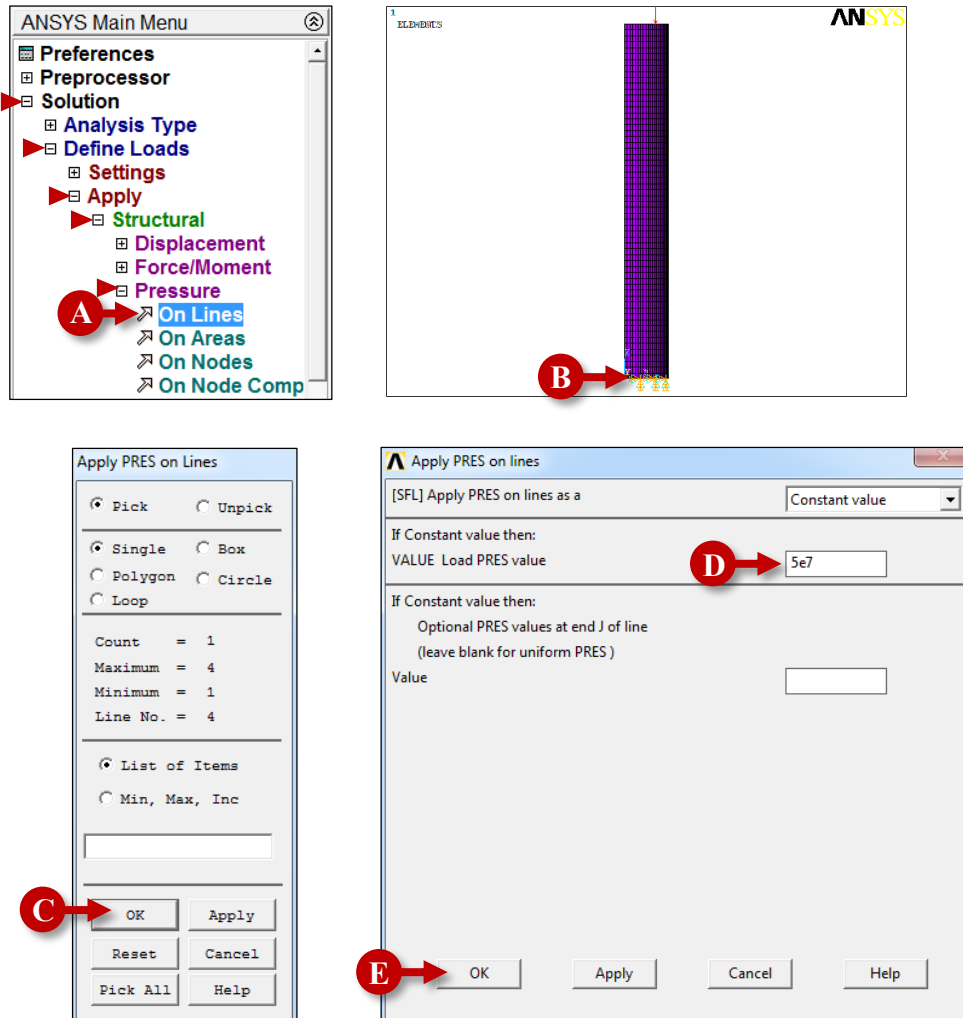 ANSYS Main Menu
Preferences
Preprocessor
Solution
Analysis Type
Define Loads
Settings
Apply
Structural
Displacement
Force/Moment
Pressure
A
On Lines
On Areas
On Nodes
On Node Comp
1
ELEMENTS
ANSYS
B
Apply PRES on Lines
Pick Unpick
Single Box
Polygon Circle
Loop
Count = 1
Maximum = 4
Minimum = 1
Line No. = 4
List of Items
Min, Max, Inc
C
OK Apply
Reset Cancel
Pick All Help
Apply PRES on lines
[SFL] Apply PRES on lines as a Constant value
If Constant value then:
VALUE Load PRES value D 5e7
If Constant value then:
Optional PRES values at end J of line
(leave blank for uniform PRES )
Value
E OK Apply Cancel Help